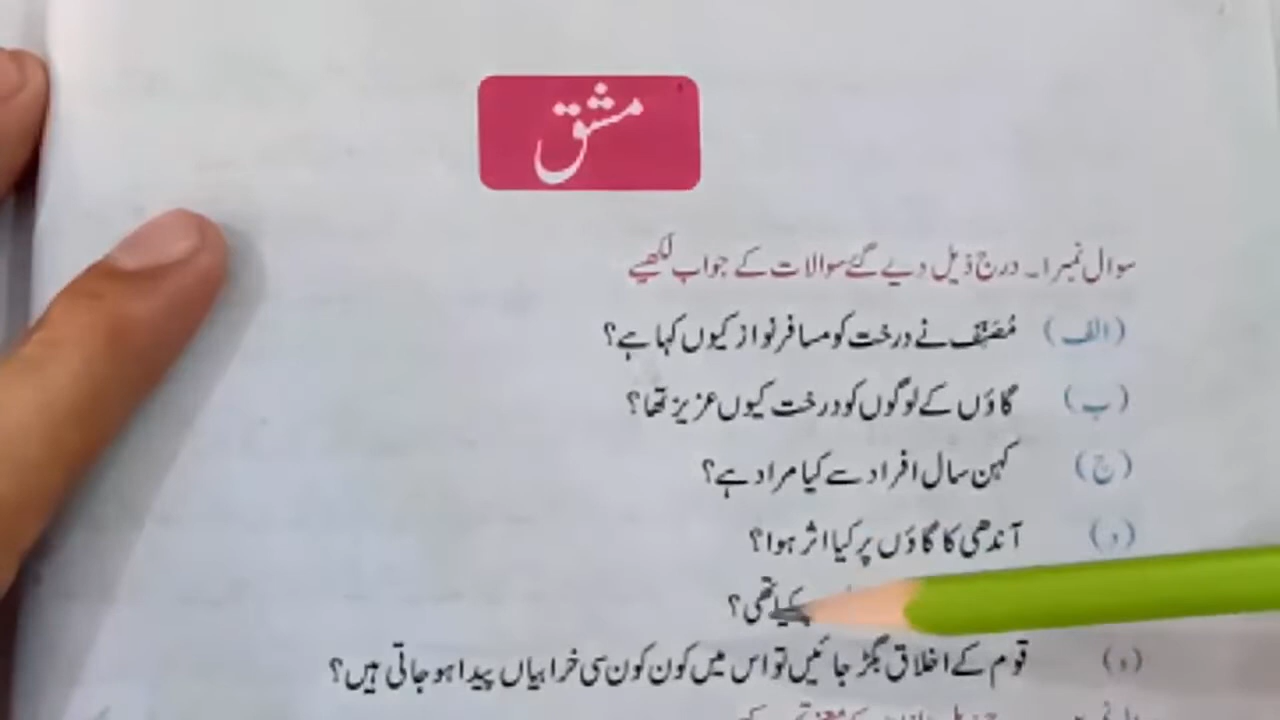 مشق
سوال نمبر ۱۔ درج ذیل دیے گئے سوالات کے جواب لکھیے
(الف) مُصَنِّف نے درخت کو مسافر نواز کیوں کہا ہے؟
(ب) گاؤں کے لوگوں کو درخت کیوں عزیز تھا؟
(ج) کہن سال افراد سے کیا مراد ہے؟
(د) آندھی کا گاؤں پر کیا اثر ہوا؟
کیا تھی؟
(ہ) قوم کے اخلاق بگڑ جائیں تو اس میں کون کون سی خرابیاں پیدا ہو جاتی ہیں؟